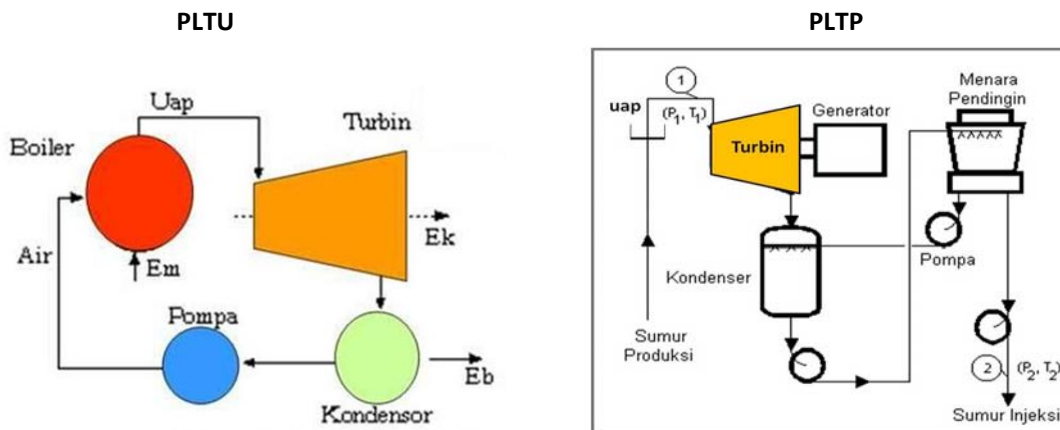 PLTU
Uap
Turbin
Boiler
Ek
Air
Em
Pompa
Eb
Kondensor
PLTP
1
Menara
Pendingin
uap
(P₁, T₁)
Generator
Turbin
Pompa
Kondenser
Sumur
Produksi
2
(P₂, T₂)
Sumur Injeksi